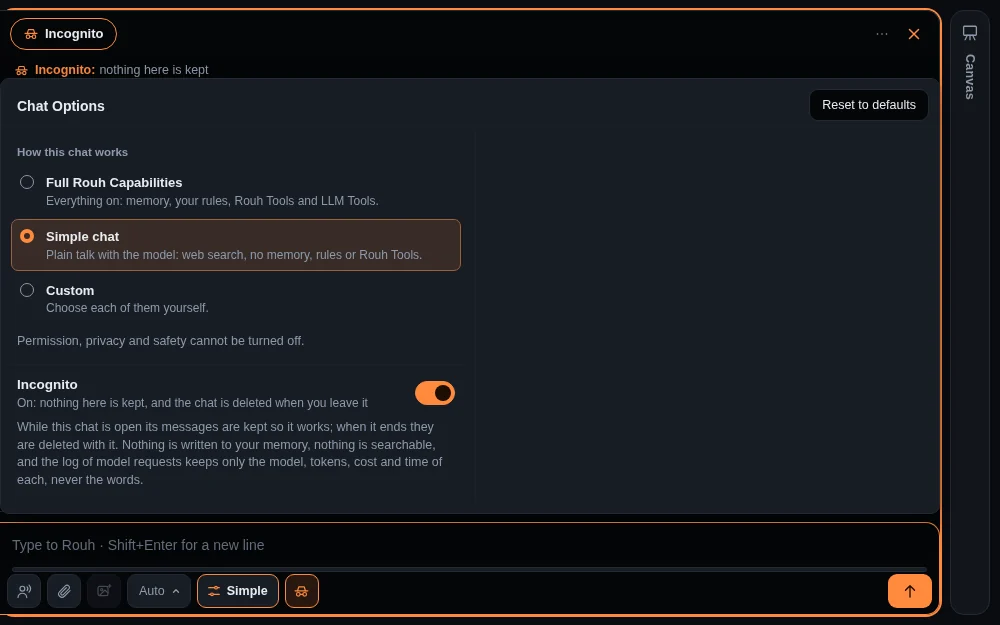 Incognito
Incognito: nothing here is kept
Canvas
Chat Options
Reset to defaults
How this chat works
Full Rouh Capabilities
Everything on: memory, your rules, Rouh Tools and LLM Tools.
Simple chat
Plain talk with the model: web search, no memory, rules or Rouh Tools.
Custom
Choose each of them yourself.
Permission, privacy and safety cannot be turned off.
Incognito
On: nothing here is kept, and the chat is deleted when you leave it
While this chat is open its messages are kept so it works; when it ends they
are deleted with it. Nothing is written to your memory, nothing is searchable,
and the log of model requests keeps only the model, tokens, cost and time of
each, never the words.
Type to Rouh · Shift+Enter for a new line
Auto
Simple